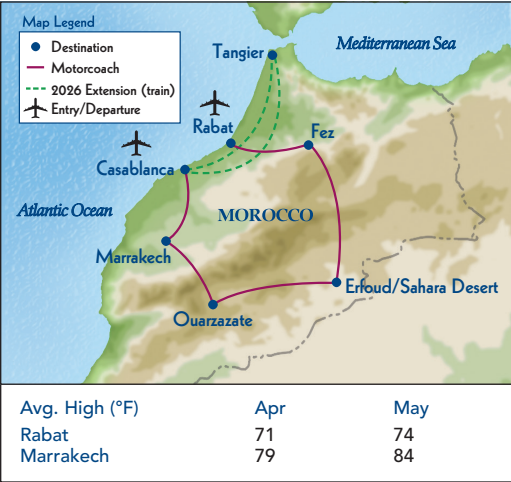 Map Legend
Destination
Motorcoach
2026 Extension (train)
Entry/Departure
Tangier
Mediterranean Sea
Rabat
Fez
Casablanca
Atlantic Ocean
MOROCCO
Marrakech
Erfoud/Sahara Desert
Ouarzazate
Avg. High (°F) Apr May
Rabat 71 74
Marrakech 79 84